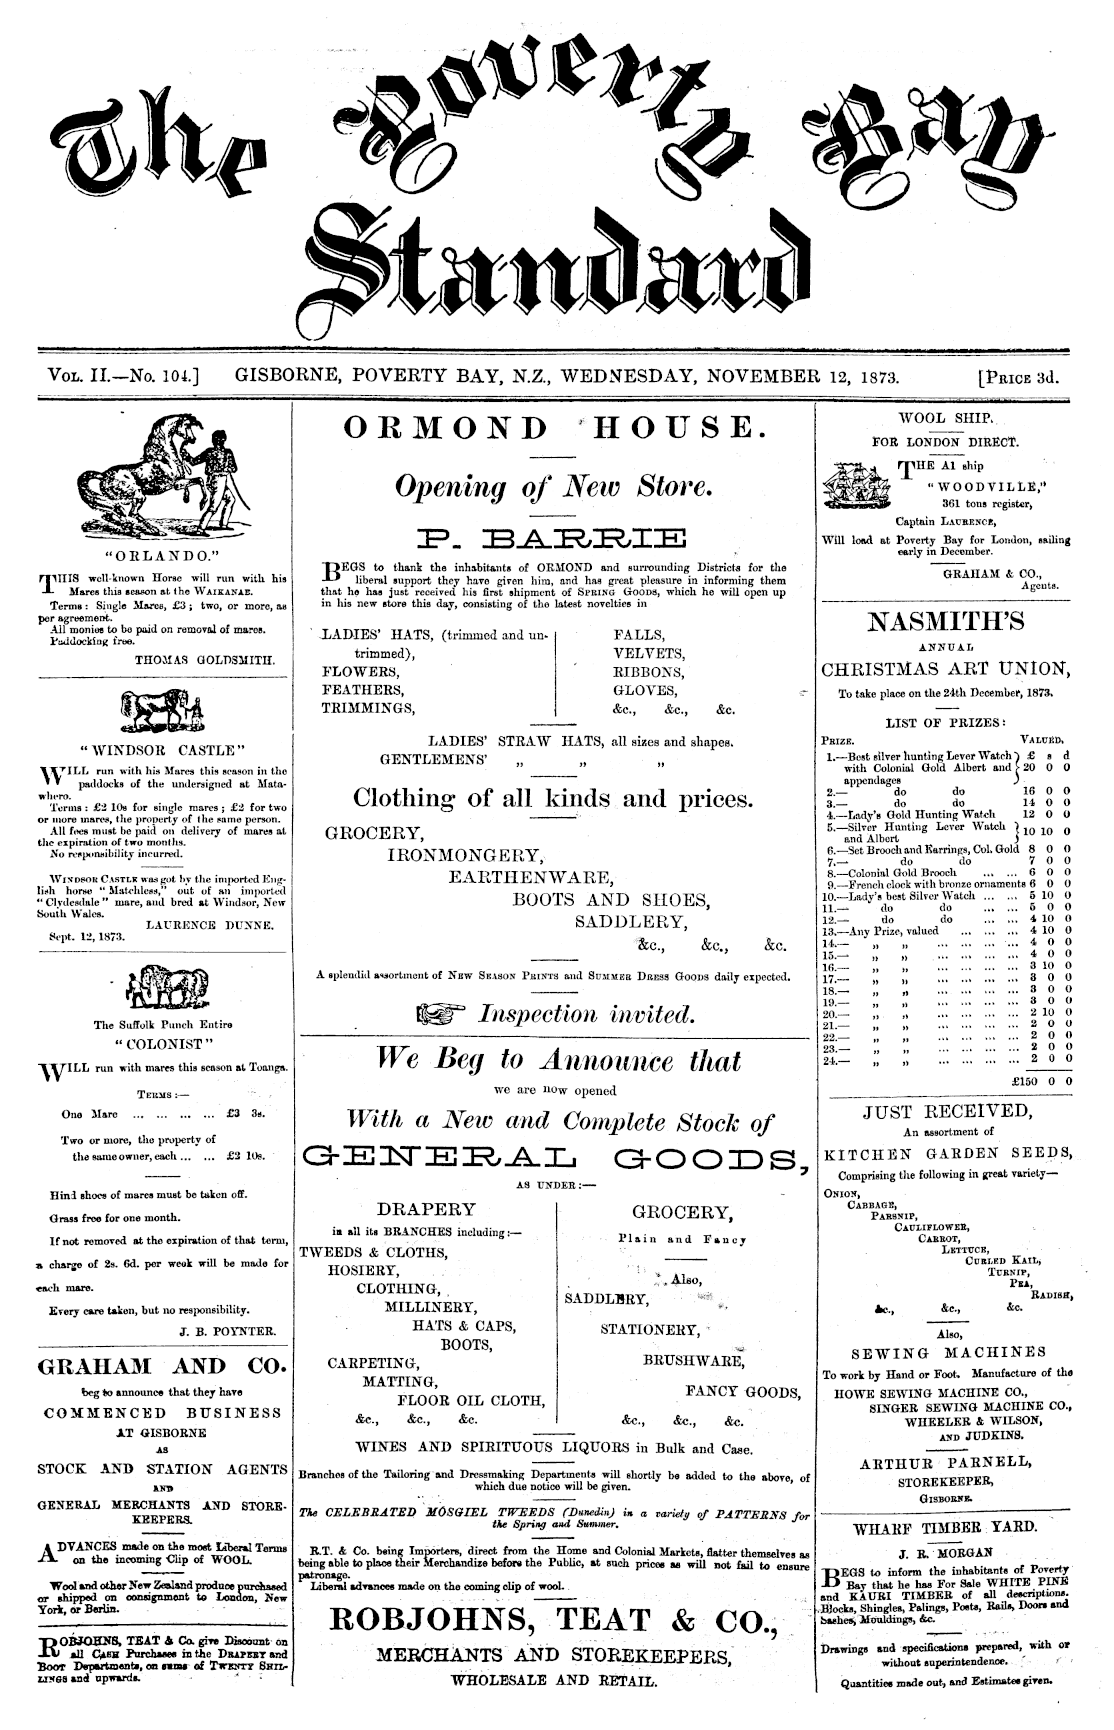 The Poverty Bay
Standard
VOL. II.—No. 104.] GISBORNE, POVERTY BAY, N.Z., WEDNESDAY, NOVEMBER 12, 1873. [PRICE 3d.
"ORLANDO."
THIS well-known Horse will run with his
Mares this season at the WAIKANAE.
Terms: Single Mares, £3; two, or more, as
per agreement.
All monies to be paid on removal of mares.
Paddocking free.
THOMAS GOLDSMITH.
"WINDSOR CASTLE"
WILL run with his Mares this season in the
paddocks of the undersigned at Mata-
whero.
Terms: £2 10s for single mares; £2 for two
or more mares, the property of the same person.
All fees must be paid on delivery of mares at
the expiration of two months.
No responsibility incurred.
WINDSOR CASTLE was got by the imported Eng-
lish horse "Matchless," out of an imported
"Clydesdale" mare, and bred at Windsor, New
South Wales.
LAURENCE DUNNE.
Sept. 12, 1873.
The Suffolk Punch Entire
"COLONIST"
WILL run with mares this season at Toanga.
TERMS:—
One Mare ... ... ... ... £3 3s.
Two or more, the property of
the same owner, each ... ... £2 10s.
Hind shoes of mares must be taken off.
Grass free for one month.
If not removed at the expiration of that term,
a charge of 2s. 6d. per week will be made for
each mare.
Every care taken, but no responsibility.
J. B. POYNTER.
GRAHAM AND CO.
beg to announce that they have
COMMENCED BUSINESS
AT GISBORNE
AS
STOCK AND STATION AGENTS
AND
GENERAL MERCHANTS AND STORE-
KEEPERS.
ADVANCES made on the most Liberal Terms
on the incoming Clip of WOOL.
Wool and other New Zealand produce purchased
or shipped on consignment to London, New
York, or Berlin.
ROBJOHNS, TEAT & Co. give Discount on
all CASH Purchases in the DRAPERY and
BOOT Departments, on sums of TWENTY SHIL-
LINGS and upwards.
ORMOND HOUSE.
Opening of New Store.
P. BARRIE
BEGS to thank the inhabitants of ORMOND and surrounding Districts for the
liberal support they have given him, and has great pleasure in informing them
that he has just received his first shipment of SPRING GOODS, which he will open up
in his new store this day, consisting of the latest novelties in
LADIES' HATS, (trimmed and un-
trimmed),
FLOWERS,
FEATHERS,
TRIMMINGS,
FALLS,
VELVETS,
RIBBONS,
GLOVES,
&c., &c., &c.
LADIES' STRAW HATS, all sizes and shapes.
GENTLEMENS' ,, ,, ,,
Clothing of all kinds and prices.
GROCERY,
IRONMONGERY,
EARTHENWARE,
BOOTS AND SHOES,
SADDLERY,
&c., &c., &c.
A splendid assortment of NEW SEASON PRINTS and SUMMER DRESS GOODS daily expected.
Inspection invited.
We Beg to Announce that
we are now opened
With a New and Complete Stock of
GENERAL GOODS,
AS UNDER:—
DRAPERY
in all its BRANCHES including:—
TWEEDS & CLOTHS,
HOSIERY,
CLOTHING,
MILLINERY,
HATS & CAPS,
BOOTS,
CARPETING,
MATTING,
FLOOR OIL CLOTH,
&c., &c., &c.
GROCERY,
Plain and Fancy
Also,
SADDLERY,
STATIONERY,
BRUSHWARE,
FANCY GOODS,
&c., &c., &c.
WINES AND SPIRITUOUS LIQUORS in Bulk and Case.
Branches of the Tailoring and Dressmaking Departments will shortly be added to the above, of
which due notice will be given.
The CELEBRATED MOSGIEL TWEEDS (Dunedin) in a variety of PATTERNS for
the Spring and Summer.
R.T. & Co. being Importers, direct from the Home and Colonial Markets, flatter themselves as
being able to place their Merchandize before the Public, at such prices as will not fail to ensure
patronage.
Liberal advances made on the coming clip of wool.
ROBJOHNS, TEAT & CO.,
MERCHANTS AND STOREKEEPERS,
WHOLESALE AND RETAIL.
WOOL SHIP.
FOR LONDON DIRECT.
THE A1 ship
"WOODVILLE,"
361 tons register,
Captain LAURENCE,
Will load at Poverty Bay for London, sailing
early in December.
GRAHAM & CO.,
Agents.
NASMITH'S
ANNUAL
CHRISTMAS ART UNION,
To take place on the 24th December, 1873.
LIST OF PRIZES:
PRIZE. VALUED.
1.—Best silver hunting Lever Watch £ s d
with Colonial Gold Albert and 20 0 0
appendages
2.— do do 16 0 0
3.— do do 14 0 0
4.—Lady's Gold Hunting Watch 12 0 0
5.—Silver Hunting Lever Watch
and Albert 10 10 0
6.—Set Brooch and Earrings, Col. Gold 8 0 0
7.— do do 7 0 0
8.—Colonial Gold Brooch ... ... 6 0 0
9.—French clock with bronze ornaments 6 0 0
10.—Lady's best Silver Watch ... ... 5 10 0
11.— do do ... ... 5 0 0
12.— do do ... ... 4 10 0
13.—Any Prize, valued ... ... ... 4 10 0
14.— ,, ,, ... ... ... ... 4 0 0
15.— ,, ,, ... ... ... ... 4 0 0
16.— ,, ,, ... ... ... ... 3 10 0
17.— ,, ,, ... ... ... ... 3 0 0
18.— ,, ,, ... ... ... ... 3 0 0
19.— ,, ,, ... ... ... ... 3 0 0
20.— ,, ,, ... ... ... ... 2 10 0
21.— ,, ,, ... ... ... ... 2 0 0
22.— ,, ,, ... ... ... ... 2 0 0
23.— ,, ,, ... ... ... ... 2 0 0
24.— ,, ,, ... ... ... ... 2 0 0
£150 0 0
JUST RECEIVED,
An assortment of
KITCHEN GARDEN SEEDS,
Comprising the following in great variety—
ONION,
CABBAGE,
PARSNIP,
CAULIFLOWER,
CARROT,
LETTUCE,
CURLED KAIL,
TURNIP,
PEA,
RADISH,
&c., &c., &c.
Also,
SEWING MACHINES
To work by Hand or Foot. Manufacture of the
HOWE SEWING MACHINE CO.,
SINGER SEWING MACHINE CO.,
WHEELER & WILSON,
AND JUDKINS.
ARTHUR PARNELL,
STOREKEEPER,
GISBORNE.
WHARF TIMBER YARD.
J. R. MORGAN
BEGS to inform the inhabitants of Poverty
Bay that he has For Sale WHITE PINE
and KAURI TIMBER of all descriptions.
Blocks, Shingles, Palings, Posts, Rails, Doors and
Sashes, Mouldings, &c.
Drawings and specifications prepared, with or
without superintendence.
Quantities made out, and Estimates given.